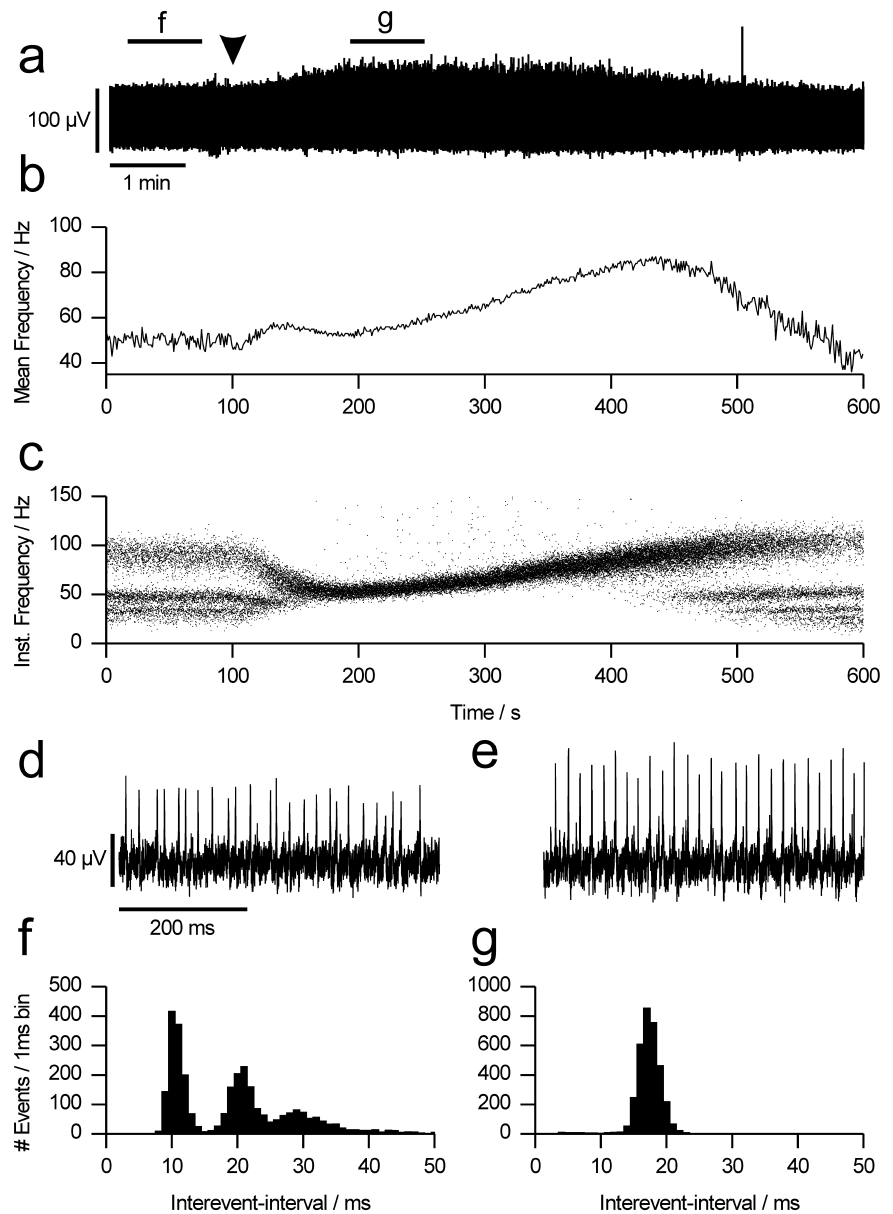 f
g
a
100 µV
1 min
b
Mean Frequency / Hz
100
80
60
40
0 100 200 300 400 500 600
c
Inst. Frequency / Hz
150
100
50
0
0 100 200 300 400 500 600
Time / s
d
e
40 µV
200 ms
f
g
# Events / 1ms bin
500
400
300
200
100
0
0 10 20 30 40 50
Interevent-interval / ms
1000
800
600
400
200
0
0 10 20 30 40 50
Interevent-interval / ms